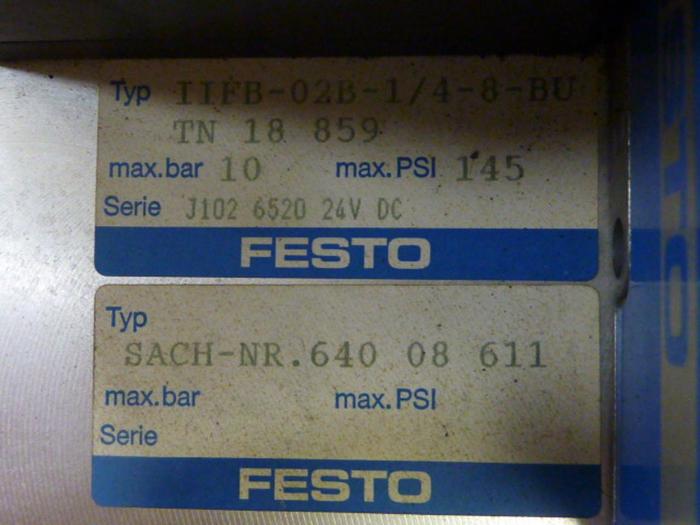 Typ IIFB-02B-1/4-8-BU
TN 18 859
max.bar 10 max.PSI 145
Serie J102 6520 24V DC
FESTO
Typ
SACH-NR.640 08 611
max.bar max.PSI
Serie
FESTO